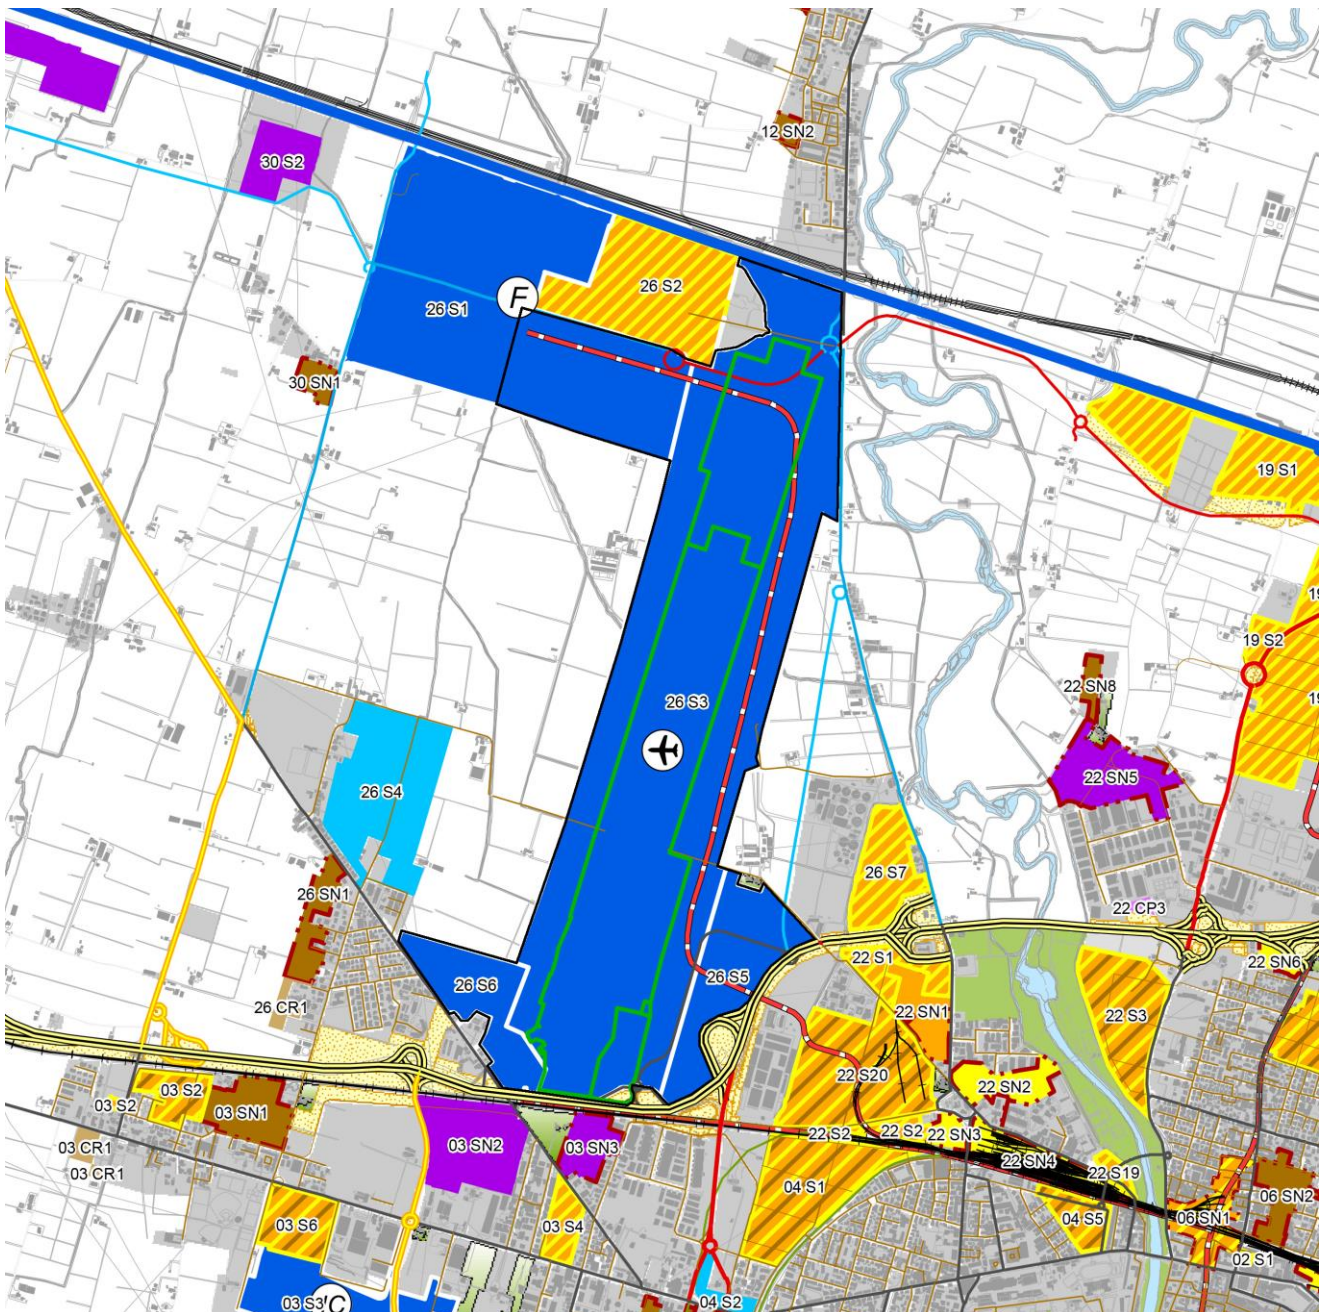 12 SN2
30 S2
26 S2
F
26 S1
30 SN1
19 S1
19 S2
22 SN8
26 S3
22 SN5
26 S4
26 S7
26 SN1
22 CP3
22 S1
22 SN6
26 S6
26 S5
26 CR1
22 SN1
22 S3
22 S20
22 SN2
03 S2
03 S2
03 SN1
22 S2
22 S2
22 SN3
03 CR1
03 SN2
03 SN3
22 SN4
03 CR1
22 S19
04 S1
06 SN2
03 S6
03 S4
04 S5
06 SN1
02 S1
03 S3
04 S2